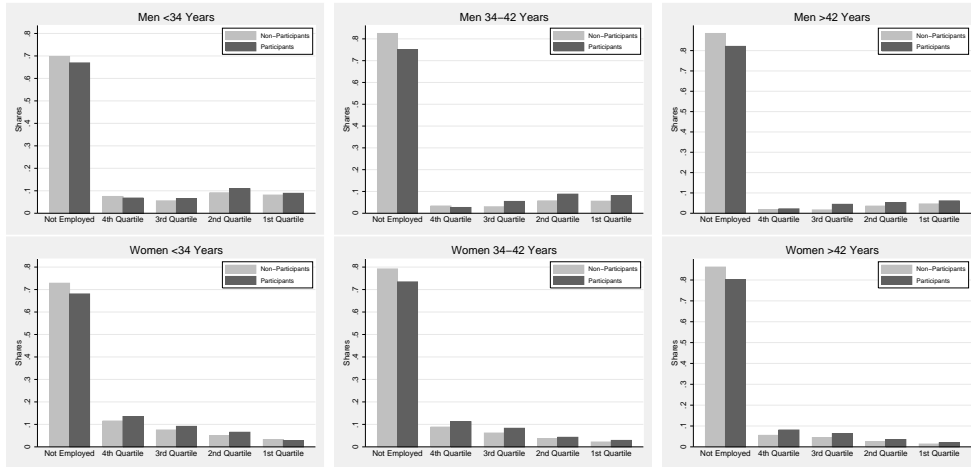 Men <34 Years
Non−Participants
Participants
Shares
0 .1 .2 .3 .4 .5 .6 .7 .8
Not Employed 4th Quartile 3rd Quartile 2nd Quartile 1st Quartile
Men 34−42 Years
Non−Participants
Participants
Shares
0 .1 .2 .3 .4 .5 .6 .7 .8
Not Employed 4th Quartile 3rd Quartile 2nd Quartile 1st Quartile
Men >42 Years
Non−Participants
Participants
Shares
0 .1 .2 .3 .4 .5 .6 .7 .8
Not Employed 4th Quartile 3rd Quartile 2nd Quartile 1st Quartile
Women <34 Years
Non−Participants
Participants
Shares
0 .1 .2 .3 .4 .5 .6 .7 .8
Not Employed 4th Quartile 3rd Quartile 2nd Quartile 1st Quartile
Women 34−42 Years
Non−Participants
Participants
Shares
0 .1 .2 .3 .4 .5 .6 .7 .8
Not Employed 4th Quartile 3rd Quartile 2nd Quartile 1st Quartile
Women >42 Years
Non−Participants
Participants
Shares
0 .1 .2 .3 .4 .5 .6 .7 .8
Not Employed 4th Quartile 3rd Quartile 2nd Quartile 1st Quartile